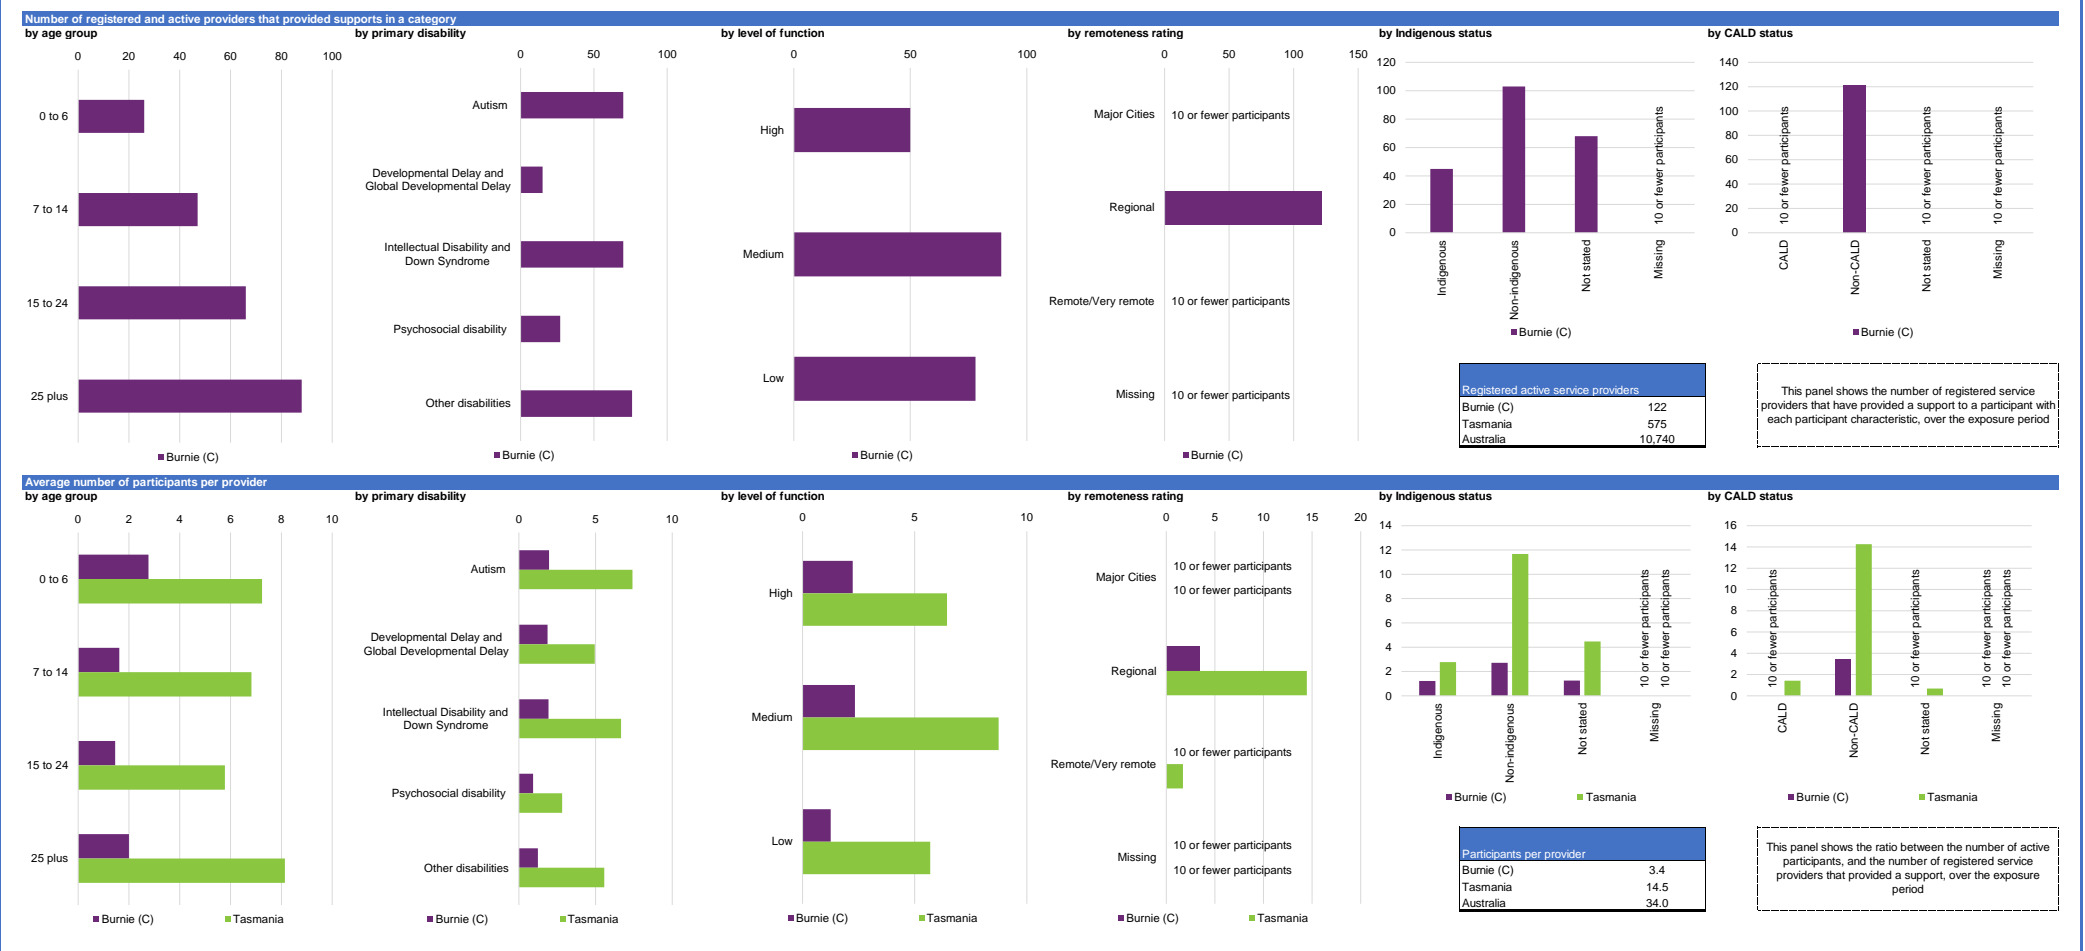 Number of registered and active providers that provided supports in a category
by age group
0 20 40 60 80 100
0 to 6
7 to 14
15 to 24
25 plus
Burnie (C)
by primary disability
0 50 100
Autism
Developmental Delay and
Global Developmental Delay
Intellectual Disability and
Down Syndrome
Psychosocial disability
Other disabilities
Burnie (C)
by level of function
0 50 100
High
Medium
Low
Burnie (C)
by remoteness rating
0 50 100 150
Major Cities 10 or fewer participants
Regional
Remote/Very remote 10 or fewer participants
Missing 10 or fewer participants
Burnie (C)
by Indigenous status
120
100
80
60
40
20
0
10 or fewer participants
Indigenous
Non-indigenous
Not stated
Missing
Burnie (C)
by CALD status
140
120
100
80
60
40
20
0
10 or fewer participants
10 or fewer participants
10 or fewer participants
CALD
Non-CALD
Not stated
Missing
Burnie (C)
Registered active service providers
Burnie (C) 122
Tasmania 575
Australia 10,740
This panel shows the number of registered service
providers that have provided a support to a participant with
each participant characteristic, over the exposure period
Average number of participants per provider
by age group
0 2 4 6 8 10
0 to 6
7 to 14
15 to 24
25 plus
Burnie (C) Tasmania
by primary disability
0 5 10
Autism
Developmental Delay and
Global Developmental Delay
Intellectual Disability and
Down Syndrome
Psychosocial disability
Other disabilities
Burnie (C) Tasmania
by level of function
0 5 10
High
Medium
Low
Burnie (C) Tasmania
by remoteness rating
0 5 10 15 20
10 or fewer participants
Major Cities
10 or fewer participants
Regional
10 or fewer participants
Remote/Very remote
10 or fewer participants
Missing
10 or fewer participants
Burnie (C) Tasmania
by Indigenous status
14
12
10
8
6
4
2
0
10 or fewer participants
10 or fewer participants
Indigenous
Non-indigenous
Not stated
Missing
Burnie (C) Tasmania
by CALD status
16
14
12
10
8
6
4
2
0
10 or fewer participants
10 or fewer participants
10 or fewer participants
10 or fewer participants
CALD
Non-CALD
Not stated
Missing
Burnie (C) Tasmania
Participants per provider
Burnie (C) 3.4
Tasmania 14.5
Australia 34.0
This panel shows the ratio between the number of active
participants, and the number of registered service
providers that provided a support, over the exposure
period